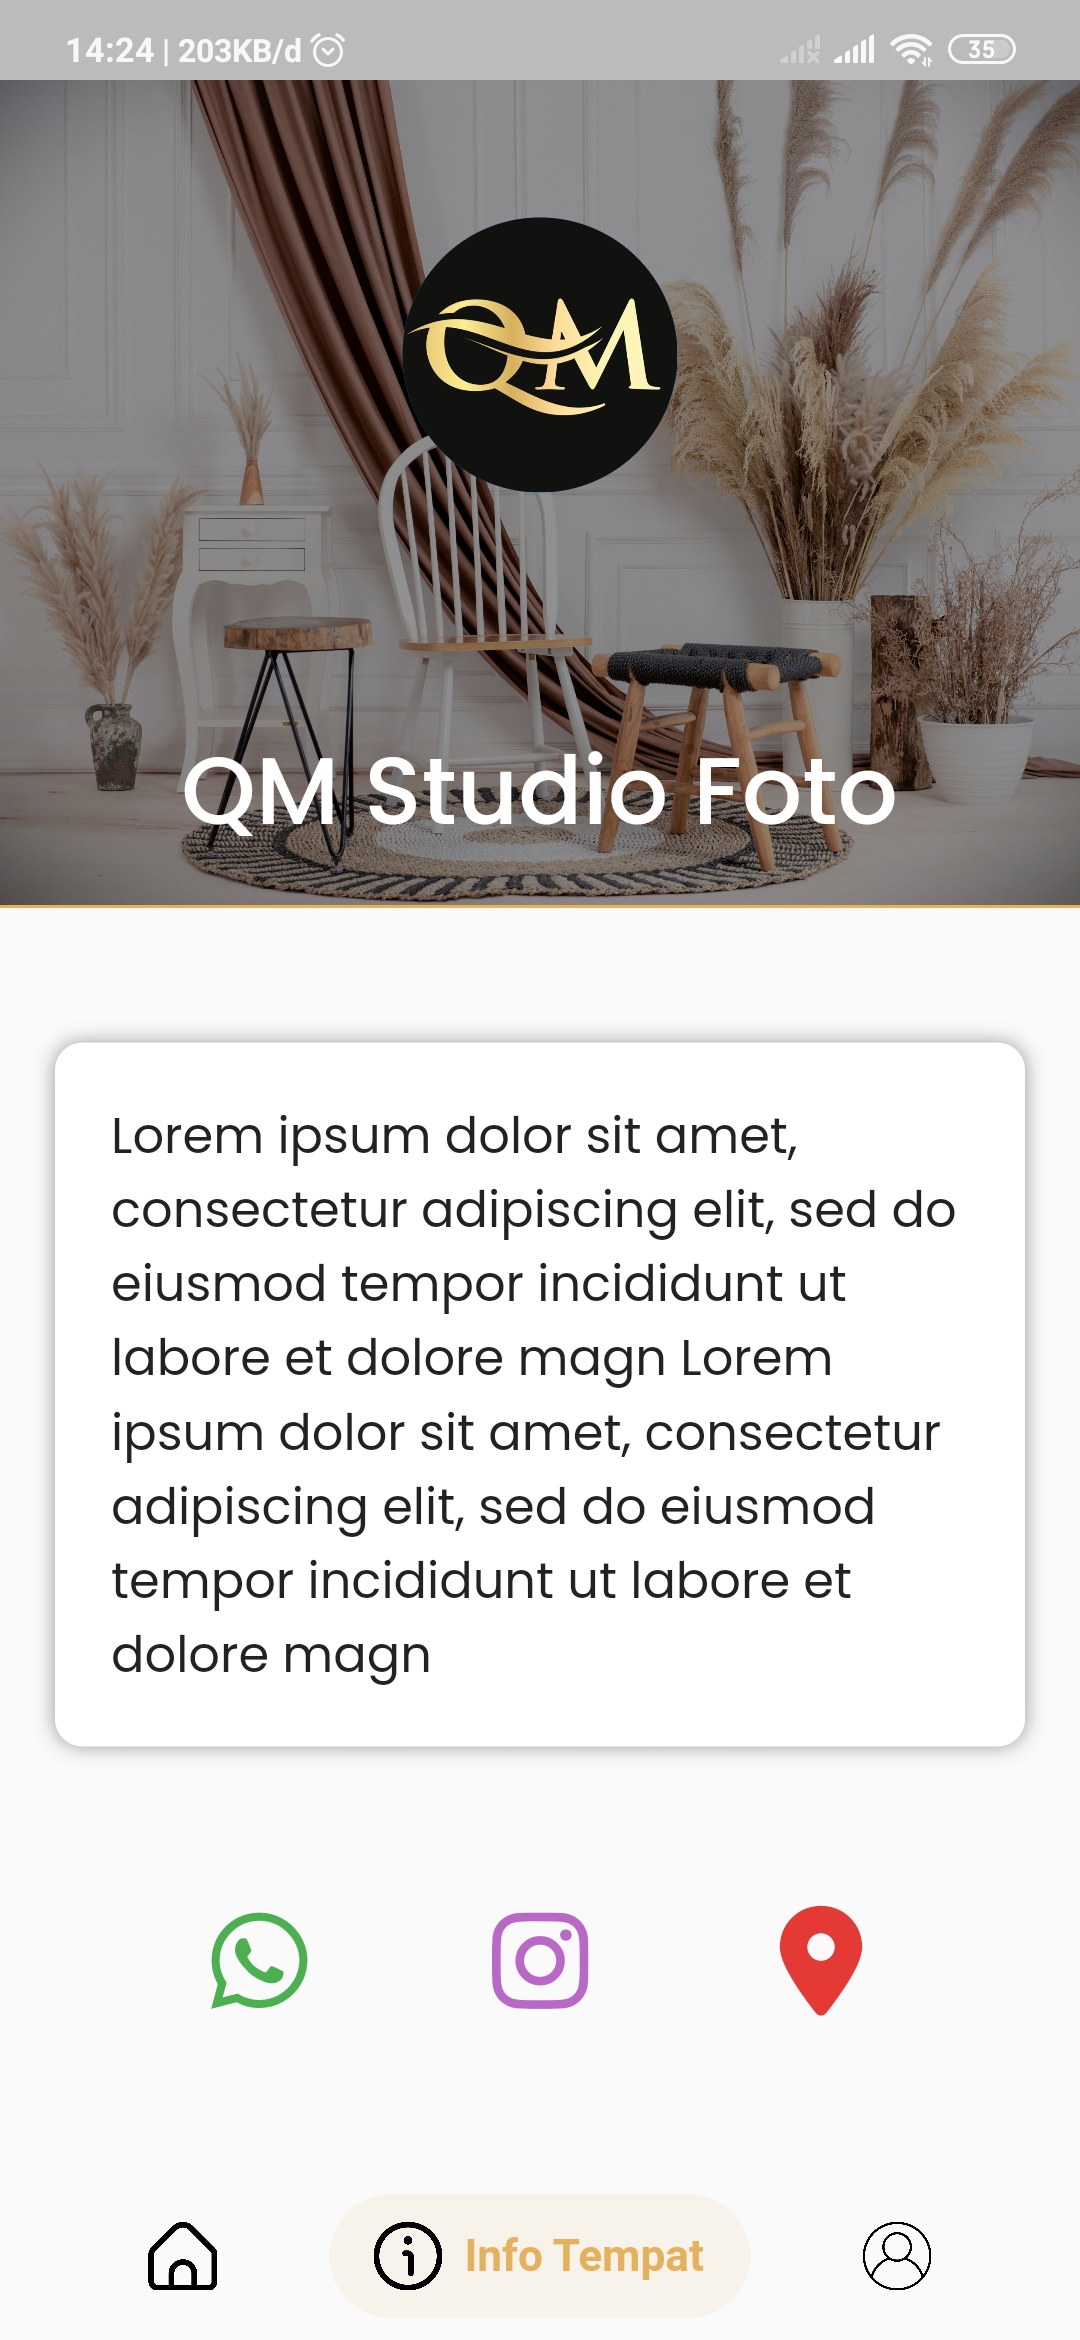 14:24 | 203KB/d
35
QM
QM Studio Foto
Lorem ipsum dolor sit amet,
consectetur adipiscing elit, sed do
eiusmod tempor incididunt ut
labore et dolore magn Lorem
ipsum dolor sit amet, consectetur
adipiscing elit, sed do eiusmod
tempor incididunt ut labore et
dolore magn
Info Tempat